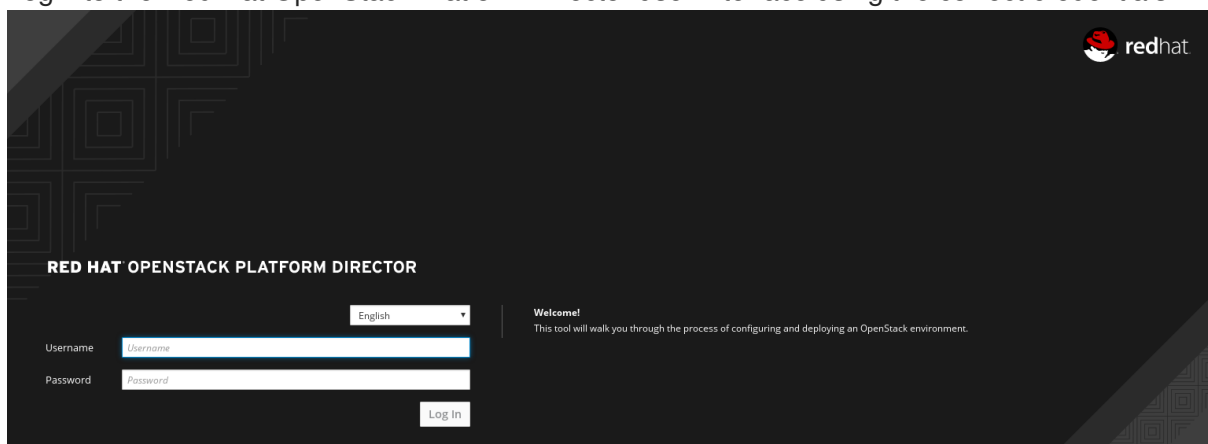 redhat.
RED HAT® OPENSTACK PLATFORM DIRECTOR
English
Welcome!
This tool will walk you through the process of configuring and deploying an OpenStack environment.
Username
Username
Password
Password
Log In